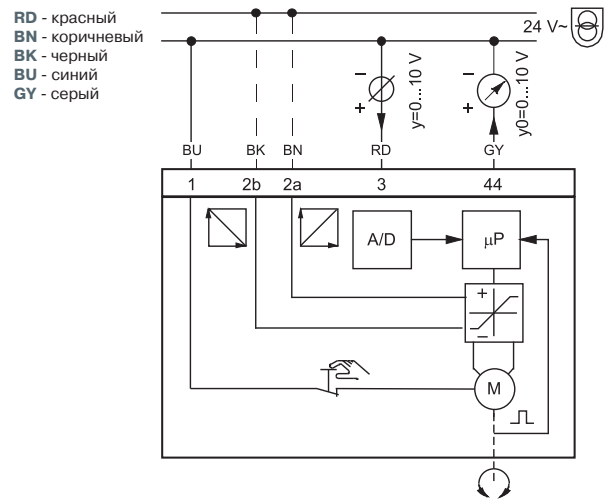 RD - красный
BN - коричневый
BK - черный
BU - синий
GY - серый
24 V~
y=0...10 V
y0=0...10 V
BU BK BN RD GY
1 2b 2a 3 44
A/D
µP
M